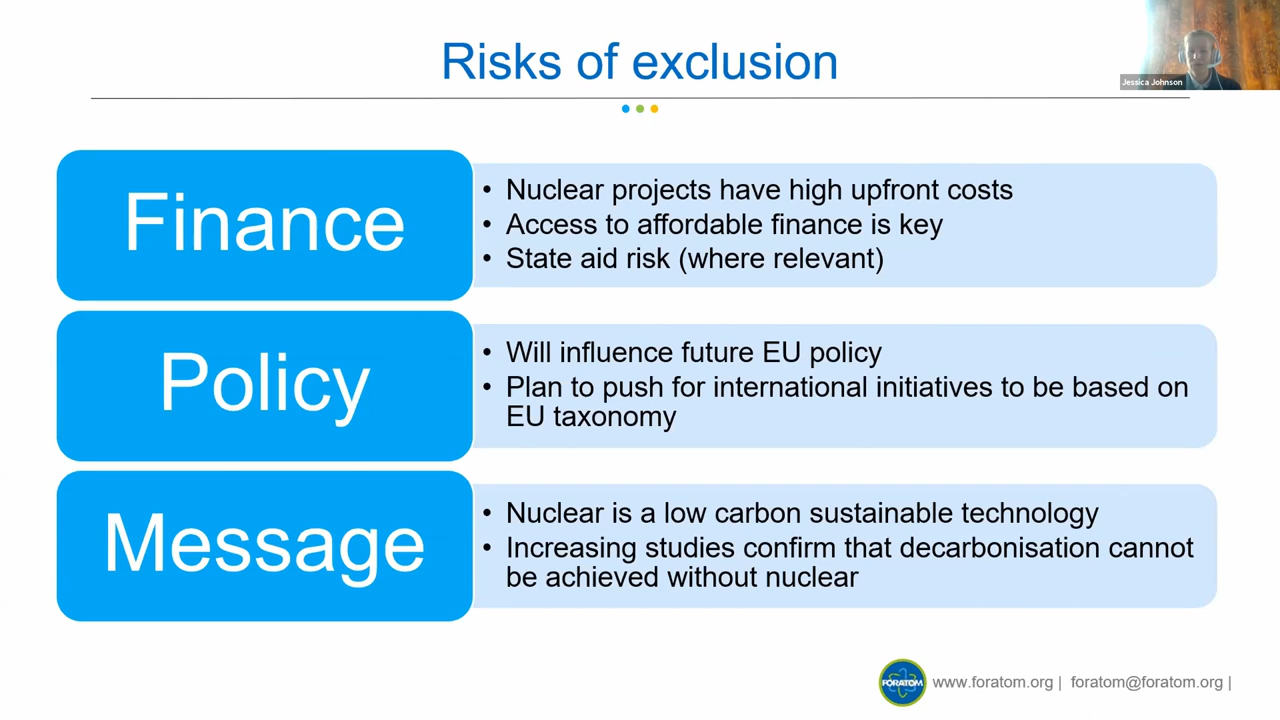 Risks of exclusion
Jessica Johnson
Finance
• Nuclear projects have high upfront costs
• Access to affordable finance is key
• State aid risk (where relevant)
Policy
• Will influence future EU policy
• Plan to push for international initiatives to be based on
EU taxonomy
Message
• Nuclear is a low carbon sustainable technology
• Increasing studies confirm that decarbonisation cannot
be achieved without nuclear
FORATOM
www.foratom.org | foratom@foratom.org |